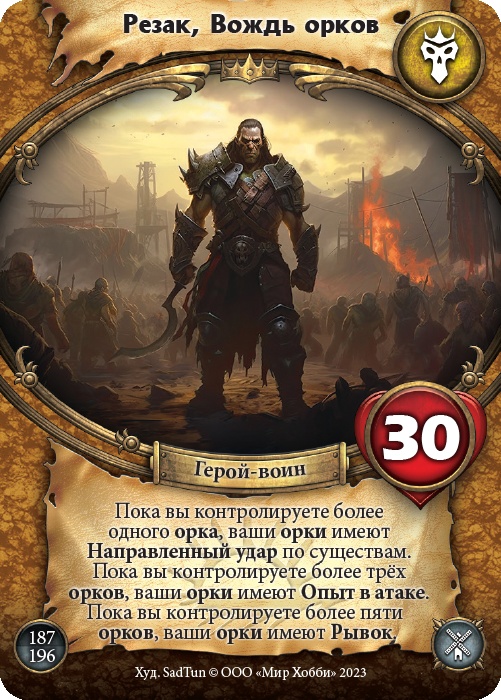 Резак, Вождь орков
30
Герой-воин
Пока вы контролируете более
одного орка, ваши орки имеют
Направленный удар по существам.
Пока вы контролируете более трёх
орков, ваши орки имеют Опыт в атаке.
Пока вы контролируете более пяти
орков, ваши орки имеют Рывок.
187
196
Худ. SadTun © ООО «Мир Хобби» 2023